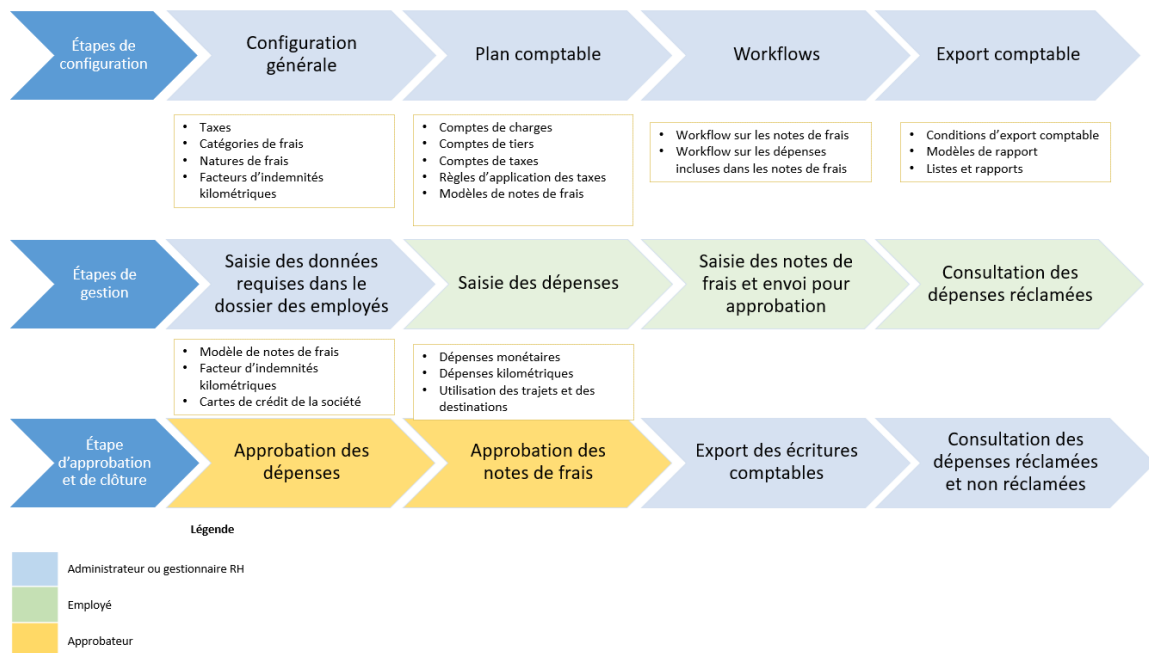 Étapes de
configuration
Configuration
générale
Plan comptable
Workflows
Export comptable
• Taxes
• Catégories de frais
• Natures de frais
• Facteurs d'indemnités
kilométriques
• Comptes de charges
• Comptes de tiers
• Comptes de taxes
• Règles d'application des taxes
• Modèles de notes de frais
• Workflow sur les notes de frais
• Workflow sur les dépenses
incluses dans les notes de frais
• Conditions d'export comptable
• Modèles de rapport
• Listes et rapports
Étapes de
gestion
Saisie des données
requises dans le
dossier des employés
Saisie des dépenses
Saisie des notes de
frais et envoi pour
approbation
Consultation des
dépenses réclamées
• Modèle de notes de frais
• Facteur d'indemnités
kilométriques
• Cartes de crédit de la société
• Dépenses monétaires
• Dépenses kilométriques
• Utilisation des trajets et des
destinations
Étape
d'approbation
et de clôture
Approbation des
dépenses
Approbation des
notes de frais
Export des écritures
comptables
Consultation des
dépenses réclamées
et non réclamées
Légende
Administrateur ou gestionnaire RH
Employé
Approbateur